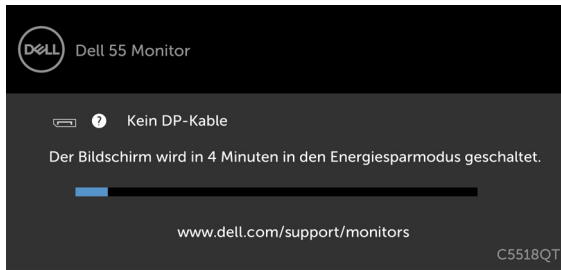 DELL
Dell 55 Monitor
? Kein DP-Kable
Der Bildschirm wird in 4 Minuten in den Energiesparmodus geschaltet.
www.dell.com/support/monitors
C5518QT